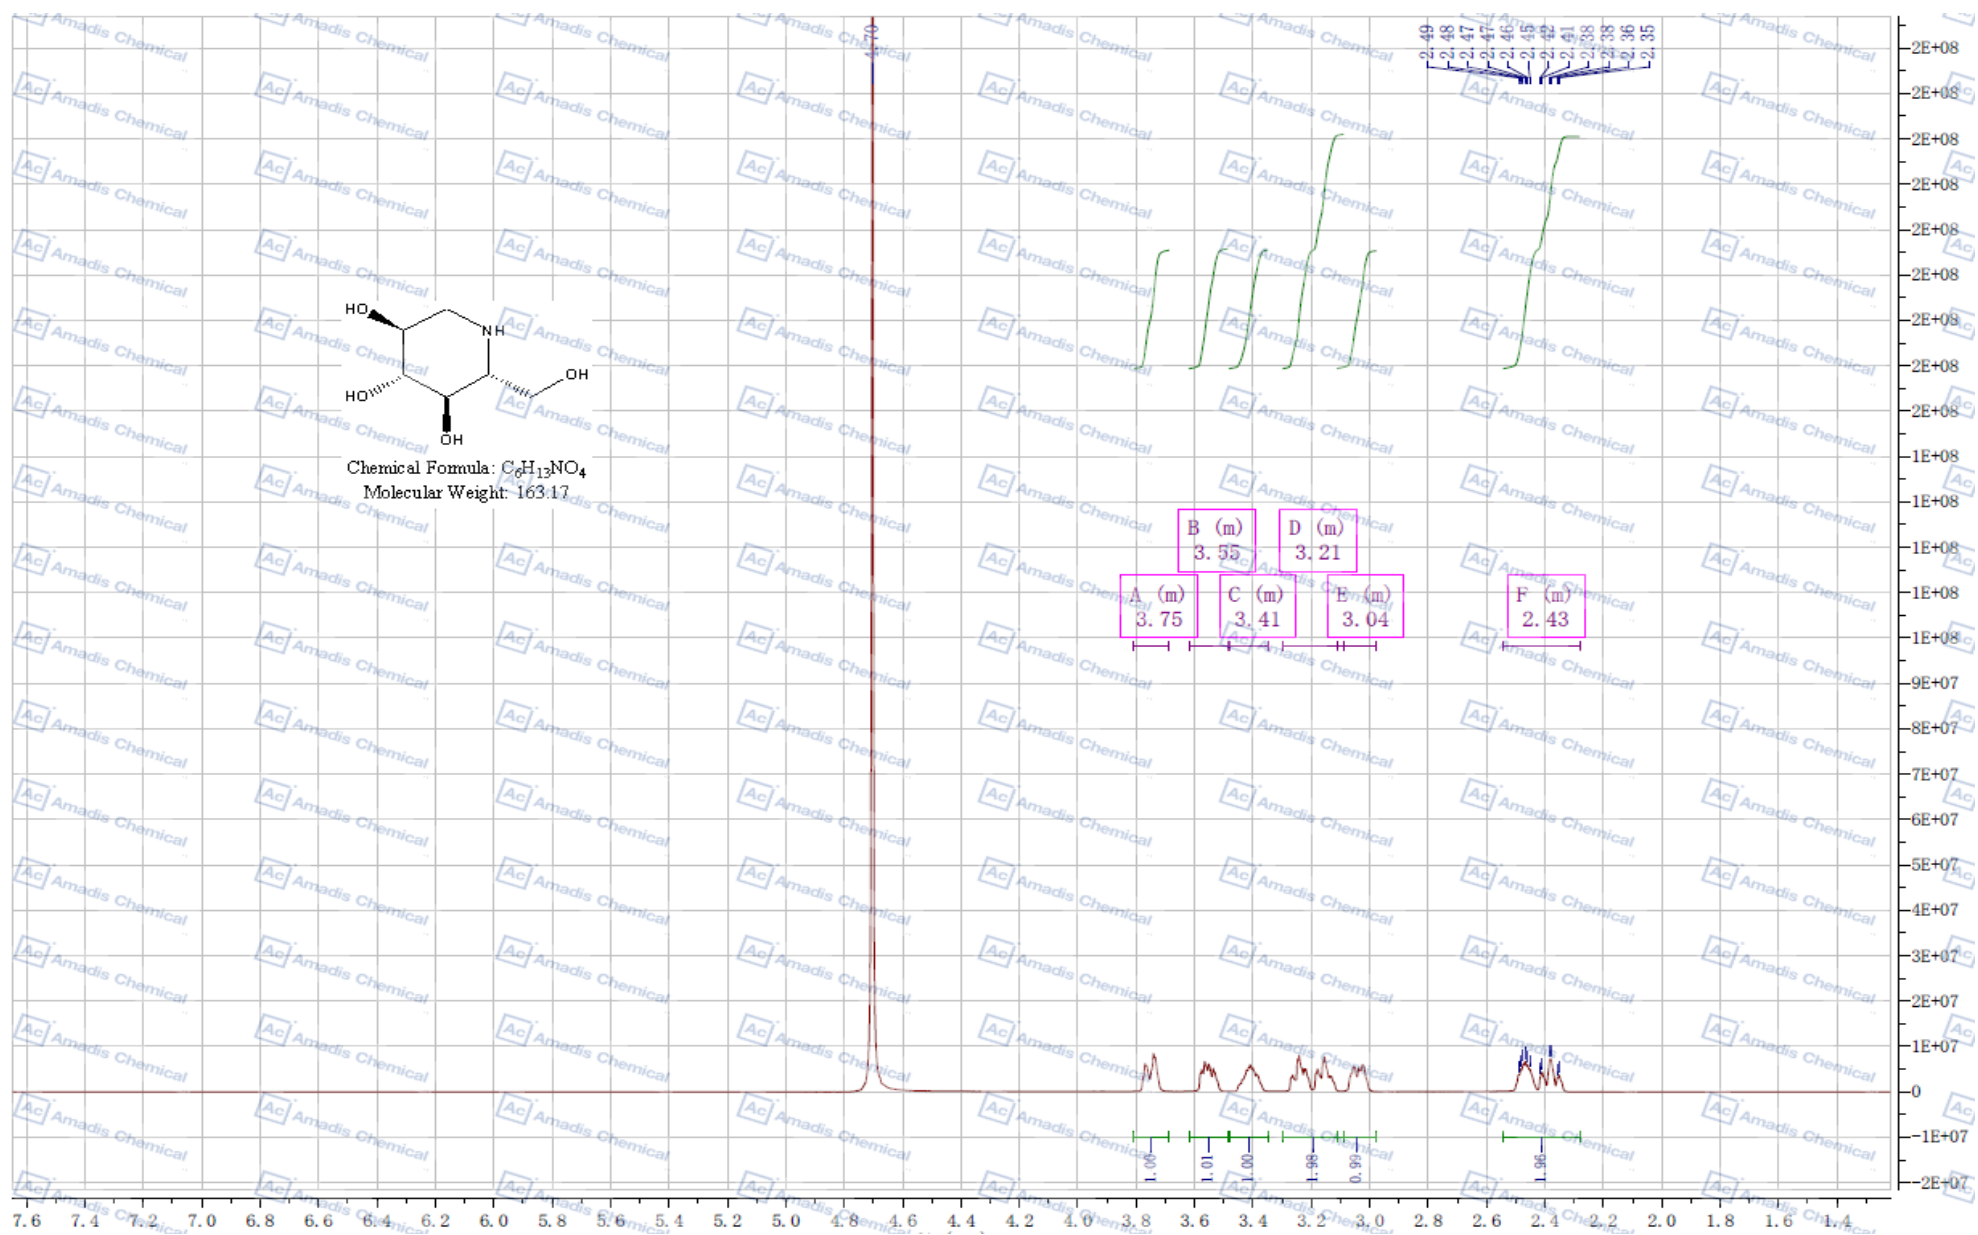 4.70
2.49
2.48
2.47
2.47
2.46
2.45
2.42
2.42
2.41
2.38
2.38
2.36
2.35
HO
NH
OH
HO
OH
Chemical Formula: C6H13NO4
Molecular Weight: 163.17
B (m)
3.55
D (m)
3.21
A (m)
3.75
C (m)
3.41
E (m)
3.04
F (m)
2.43
2E+08
2E+08
2E+08
2E+08
2E+08
2E+08
2E+08
2E+08
2E+08
1E+08
1E+08
1E+08
1E+08
1E+08
9E+07
8E+07
7E+07
6E+07
5E+07
4E+07
3E+07
2E+07
1E+07
0
-1E+07
-2E+07
1.00
1.01
1.00
1.98
0.99
1.96
7.6 7.4 7.2 7.0 6.8 6.6 6.4 6.2 6.0 5.8 5.6 5.4 5.2 5.0 4.8 4.6 4.4 4.2 4.0 3.8 3.6 3.4 3.2 3.0 2.8 2.6 2.4 2.2 2.0 1.8 1.6 1.4
Ac Amadis Chemical